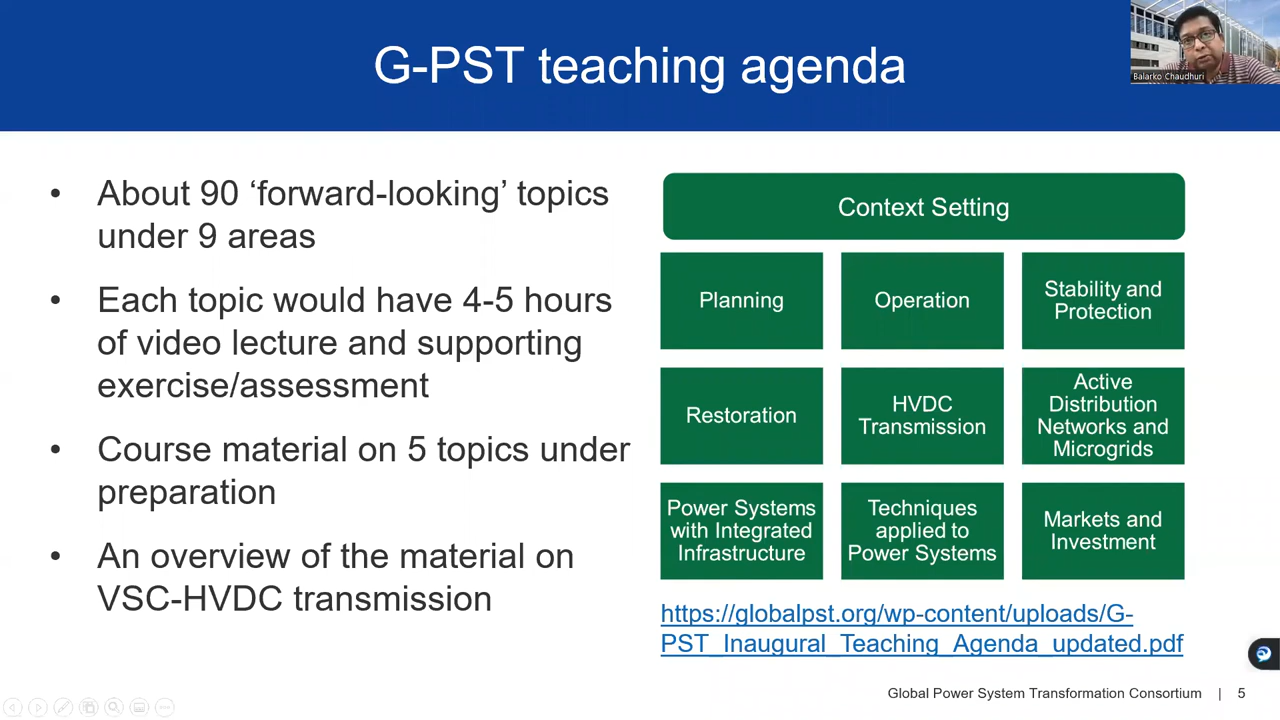 G-PST teaching agenda
Balarko Chaudhuri
• About 90 ‘forward-looking’ topics
under 9 areas
• Each topic would have 4-5 hours
of video lecture and supporting
exercise/assessment
• Course material on 5 topics under
preparation
• An overview of the material on
VSC-HVDC transmission
Context Setting
Planning
Operation
Stability and
Protection
Restoration
HVDC
Transmission
Active
Distribution
Networks and
Microgrids
Power Systems
with Integrated
Infrastructure
Techniques
applied to
Power Systems
Markets and
Investment
https://globalpst.org/wp-content/uploads/G-
PST_Inaugural_Teaching_Agenda_updated.pdf
Global Power System Transformation Consortium | 5